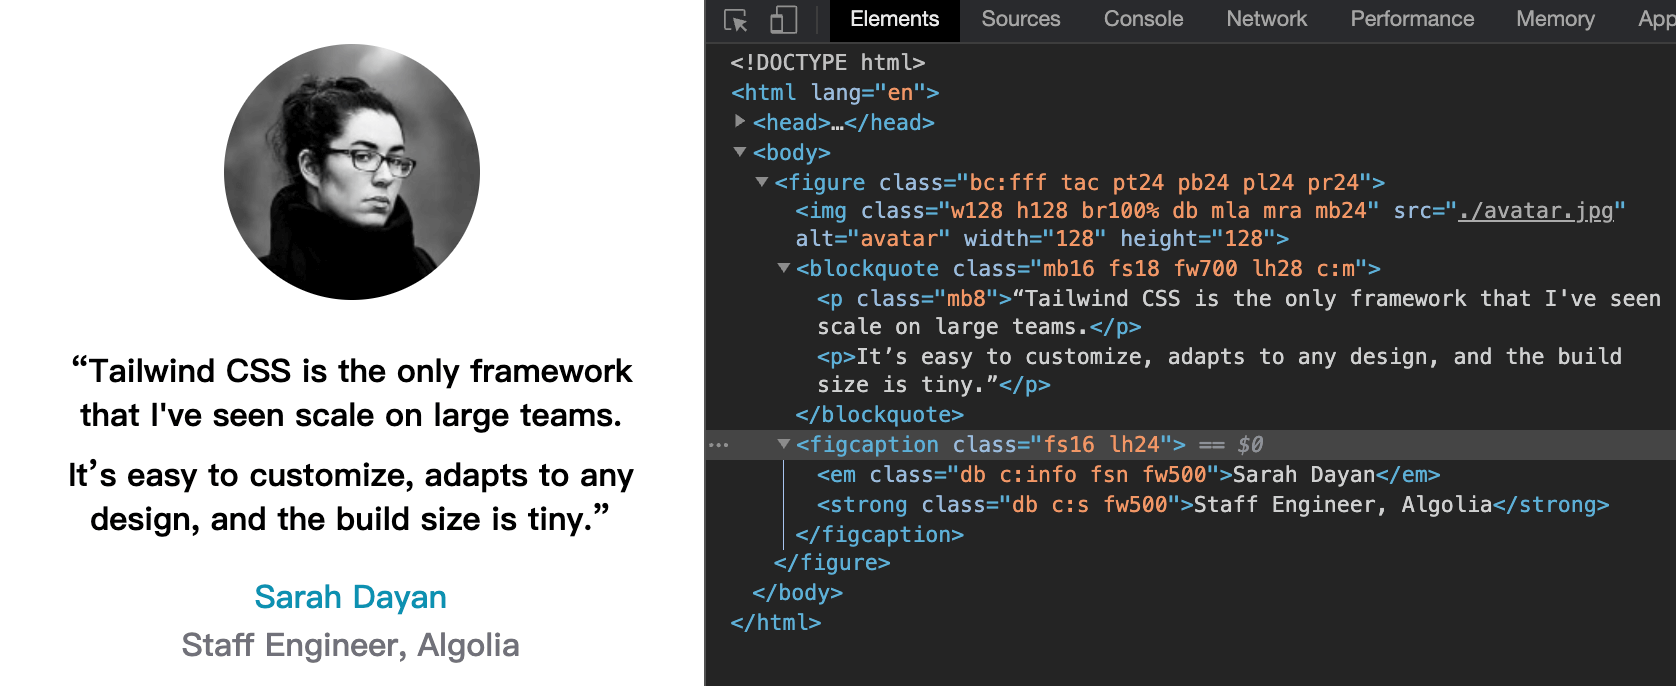 “Tailwind CSS is the only framework
that I've seen scale on large teams.
It’s easy to customize, adapts to any
design, and the build size is tiny.”
Sarah Dayan
Staff Engineer, Algolia
Elements Sources Console Network Performance Memory App
<!DOCTYPE html>
<html lang="en">
<head>…</head>
<body>
<figure class="bc:fff tac pt24 pb24 pl24 pr24">
<img class="w128 h128 br100% db mla mra mb24" src="./avatar.jpg"
alt="avatar" width="128" height="128">
<blockquote class="mb16 fs18 fw700 lh28 c:m">
<p class="mb8">“Tailwind CSS is the only framework that I've seen
scale on large teams.</p>
<p>It’s easy to customize, adapts to any design, and the build
size is tiny.”</p>
</blockquote>
<figcaption class="fs16 lh24"> == $0
<em class="db c:info fsn fw500">Sarah Dayan</em>
<strong class="db c:s fw500">Staff Engineer, Algolia</strong>
</figcaption>
</figure>
</body>
</html>